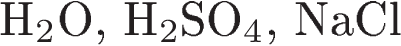 H₂O, H₂SO₄, NaCl